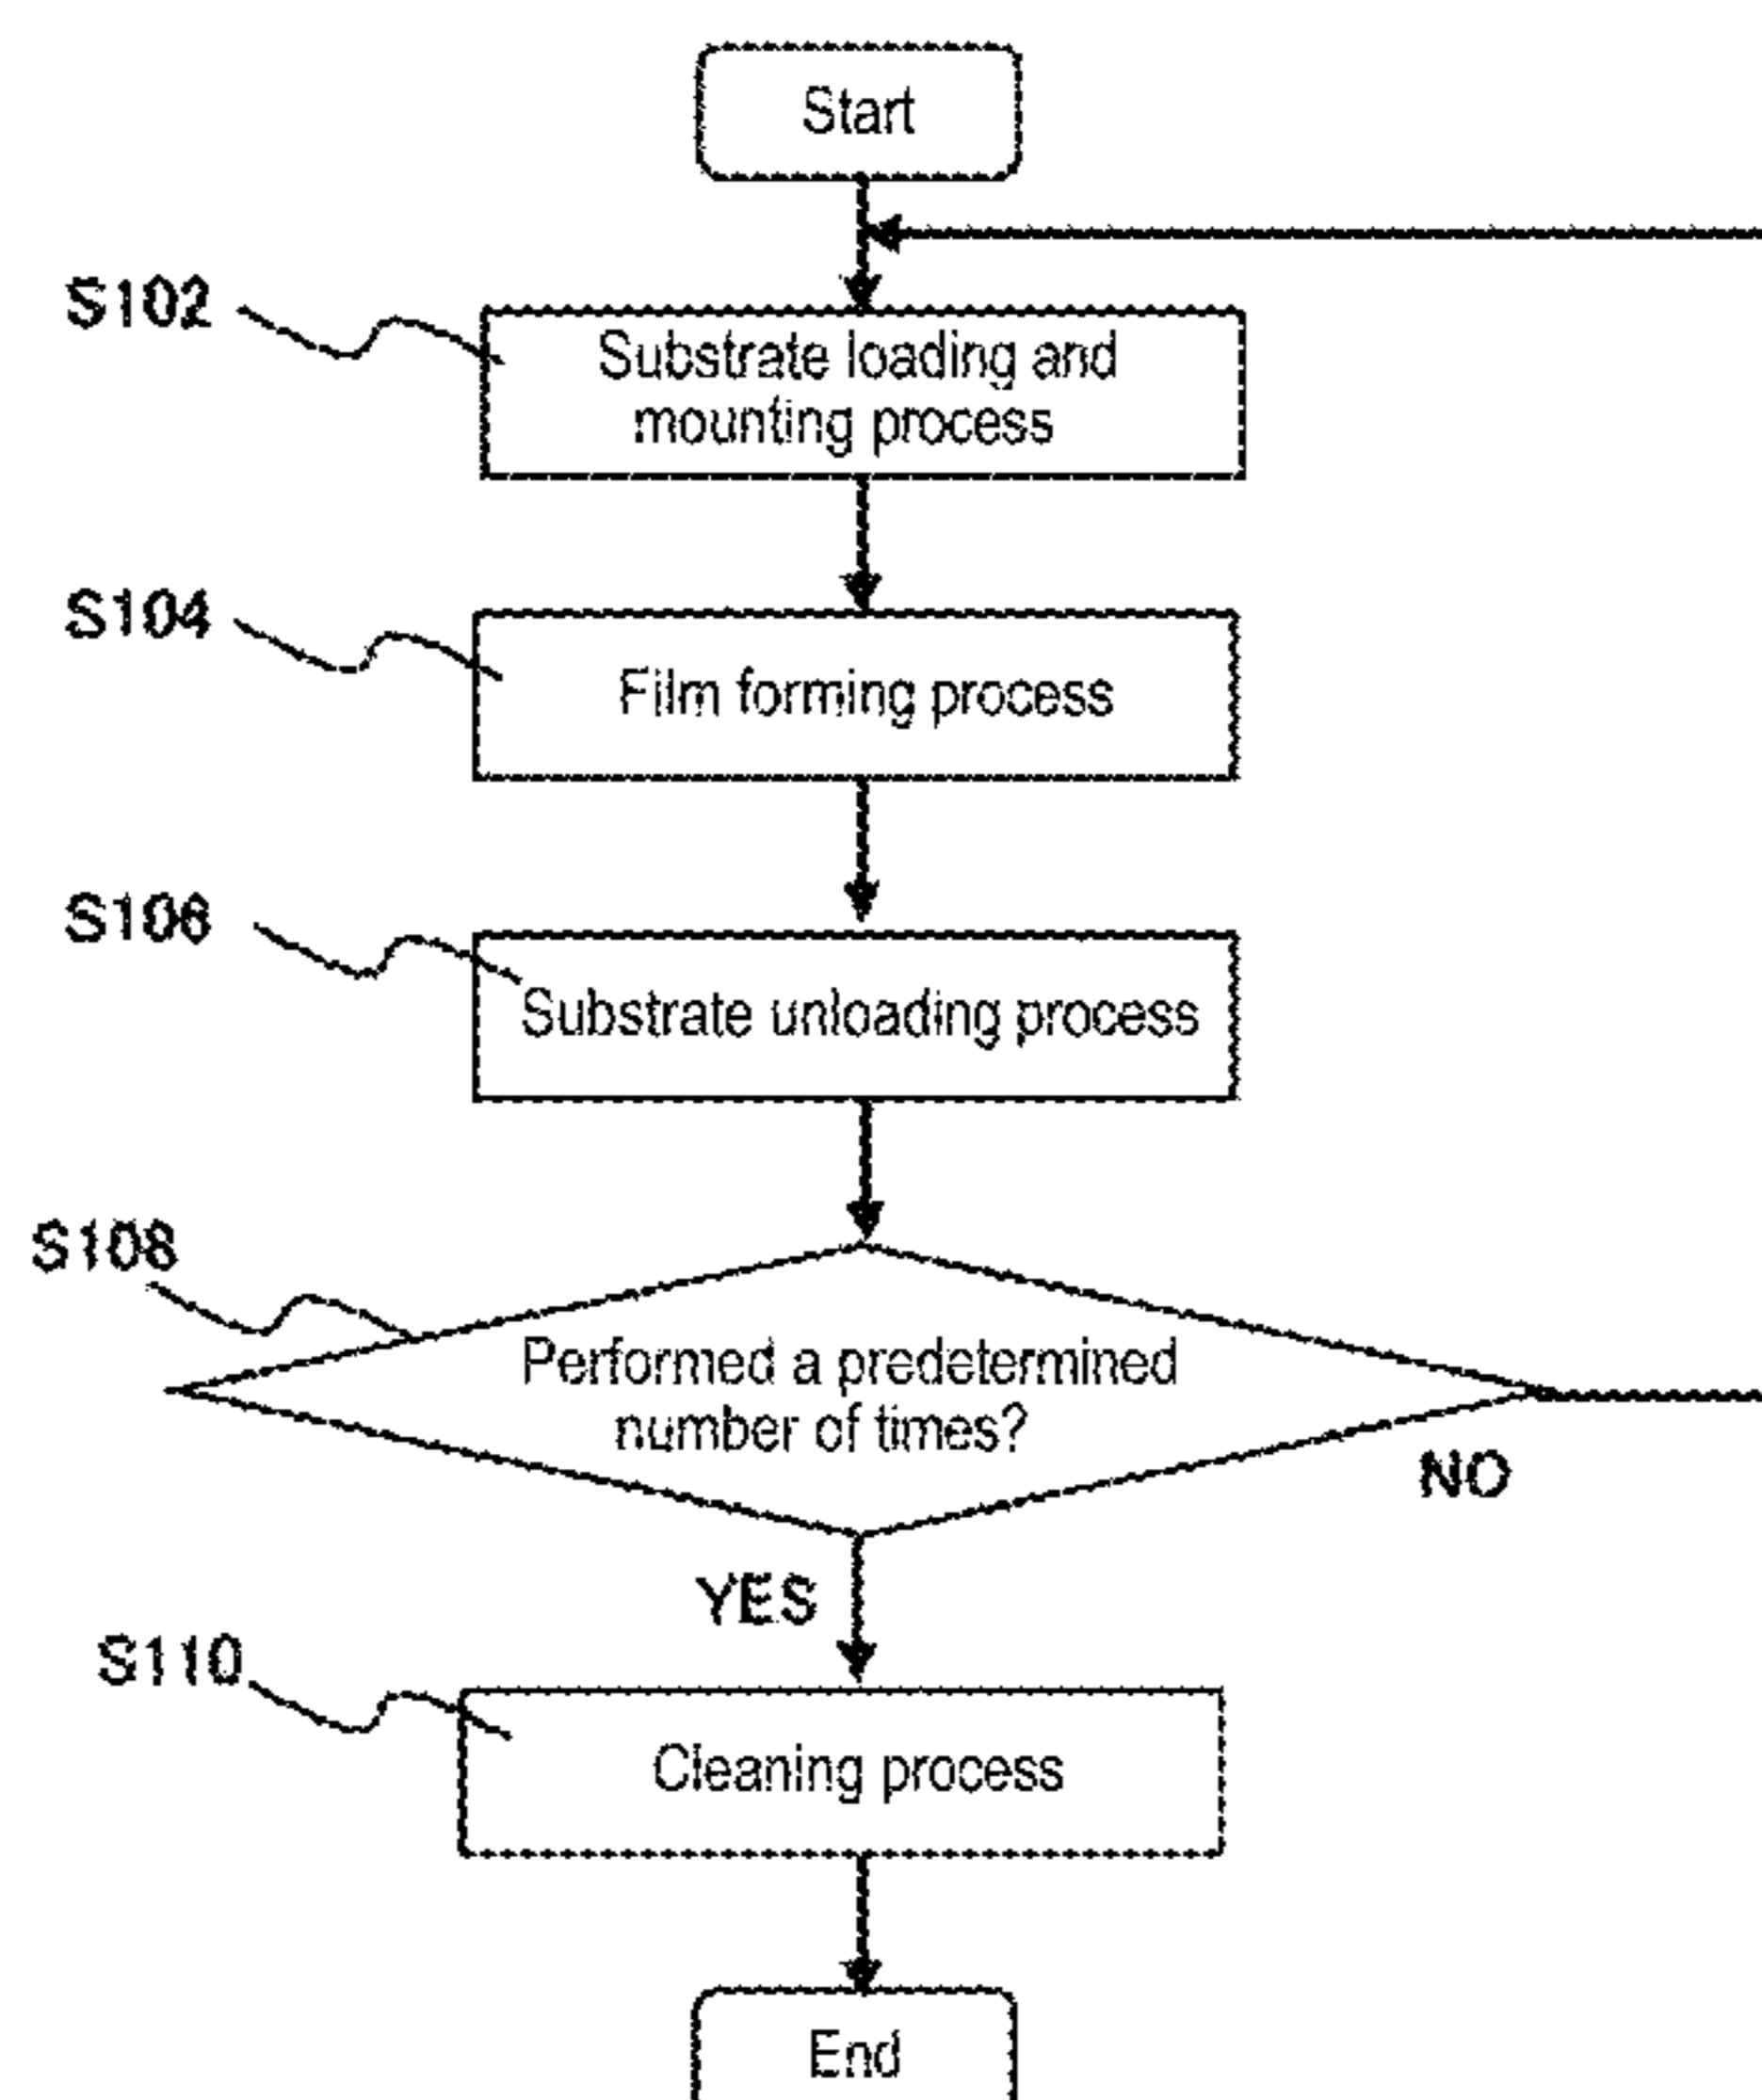 Start
S102
Substrate loading and
mounting process
S104
Film forming process
S106
Substrate unloading process
S108
Performed a predetermined
number of times?
NO
YES
S110
Cleaning process
End